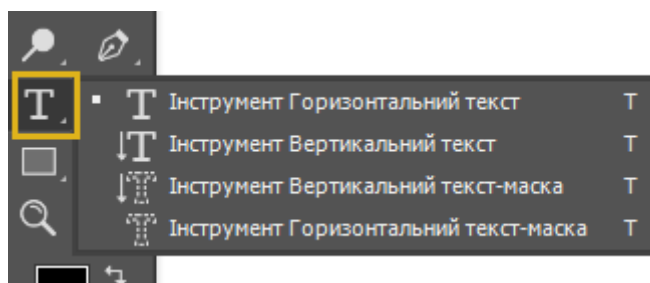 Інструмент Горизонтальний текст T
Інструмент Вертикальний текст T
Інструмент Вертикальний текст-маска T
Інструмент Горизонтальний текст-маска T